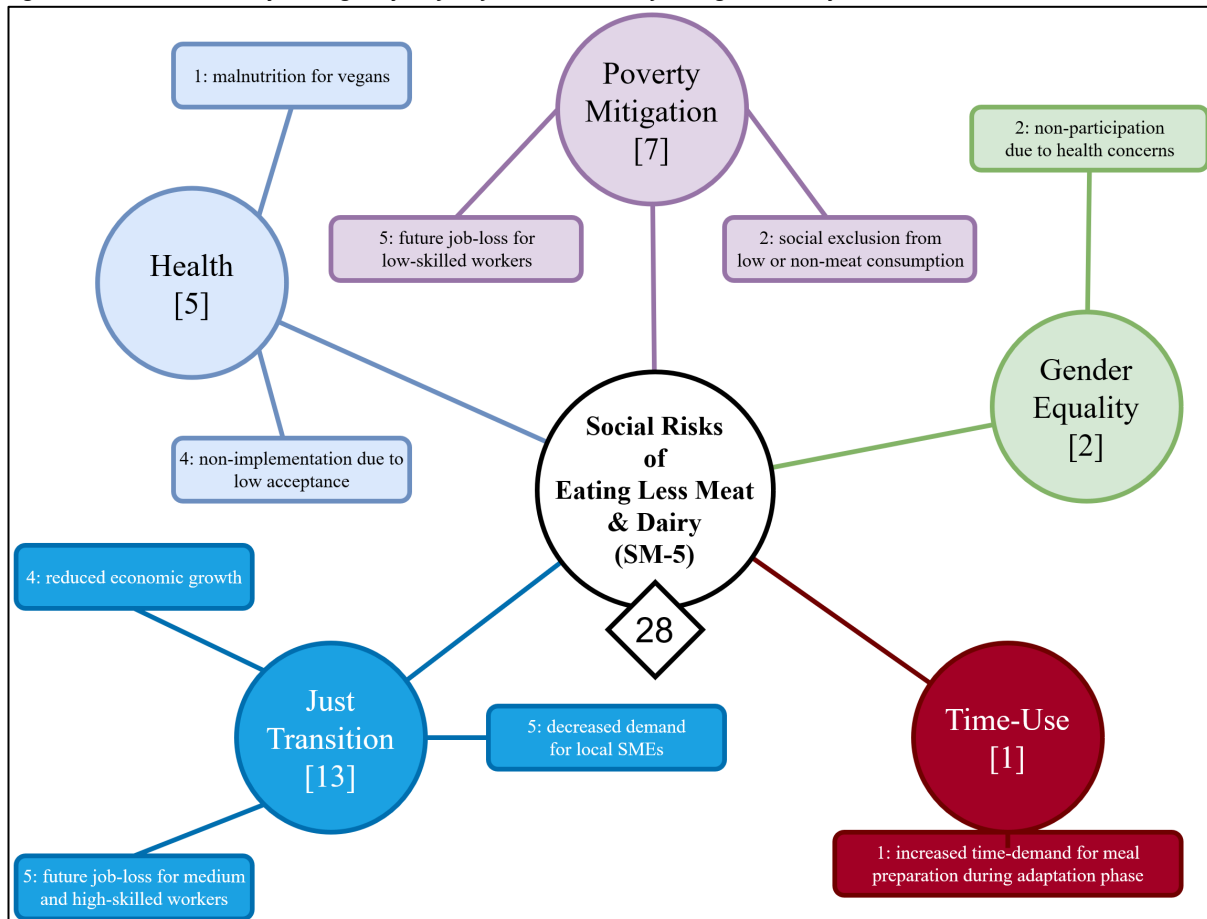 1: malnutrition for vegans
Poverty
Mitigation
[7]
2: non-participation
due to health concerns
5: future job-loss for
low-skilled workers
2: social exclusion from
low or non-meat consumption
Health
[5]
Gender
Equality
[2]
4: non-implementation due to
low acceptance
Social Risks
of
Eating Less Meat
& Dairy
(SM-5)
28
4: reduced economic growth
Just
Transition
[13]
5: decreased demand
for local SMEs
Time-Use
[1]
5: future job-loss for medium
and high-skilled workers
1: increased time-demand for meal
preparation during adaptation phase